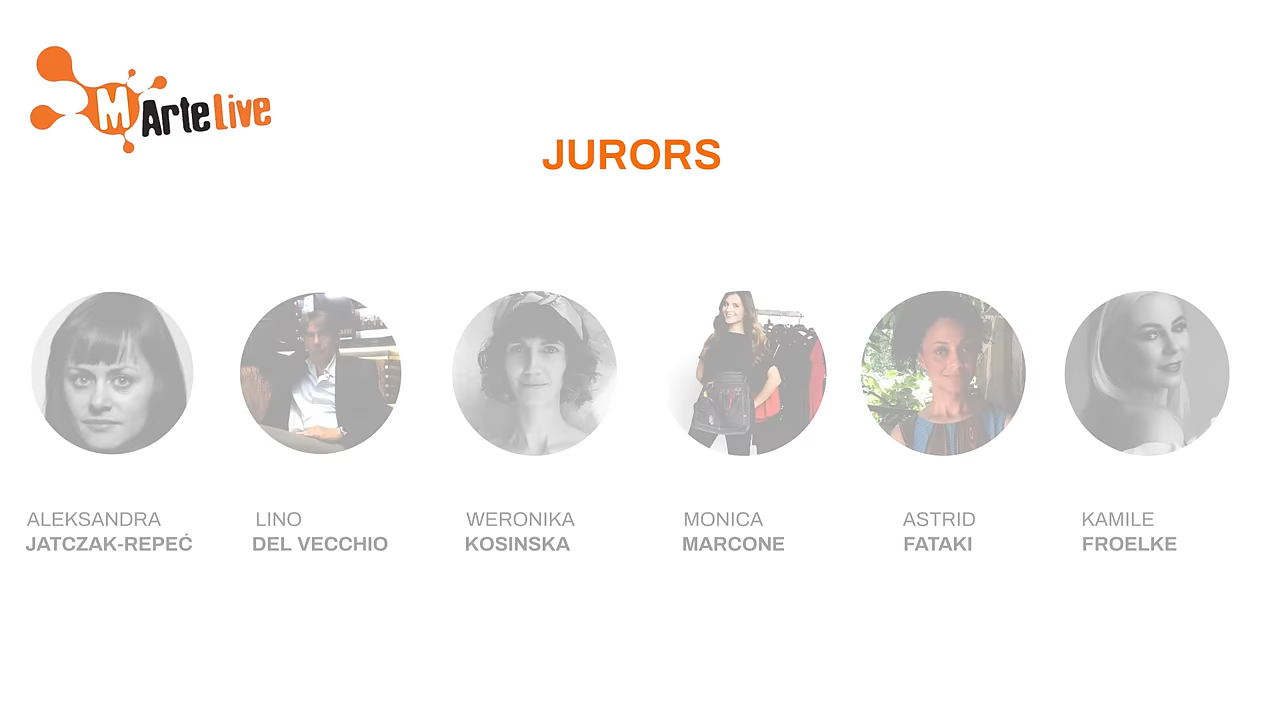 MArteLive
JURORS
ALEKSANDRA
JATCZAK-REPEĆ
LINO
DEL VECCHIO
WERONIKA
KOSINSKA
MONICA
MARCONE
ASTRID
FATAKI
KAMILE
FROELKE